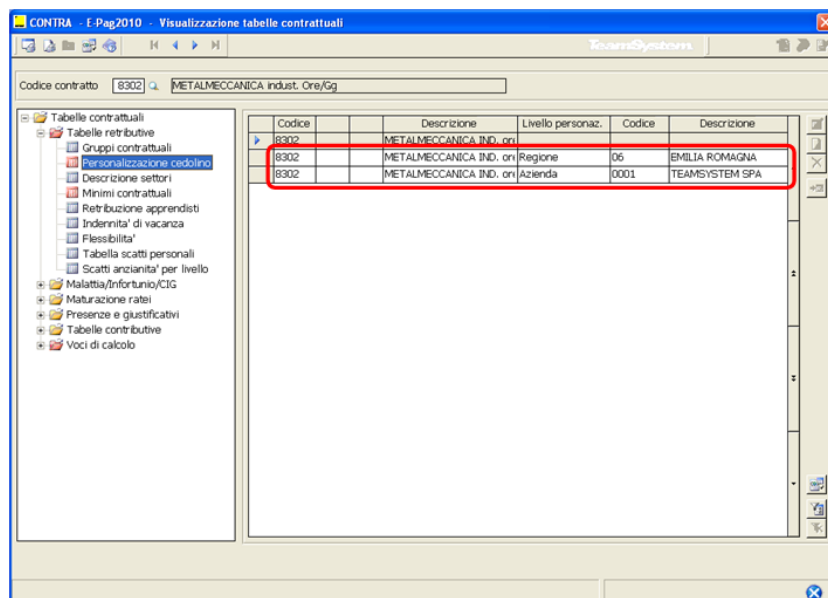 CONTRA - E-Pag2010 - Visualizzazione tabelle contrattuali
TeamSystem
Codice contratto 8302 METALMECCANICA indust. Ore/Gg
Tabelle contrattuali
Tabelle retributive
Gruppi contrattuali
Personalizzazione cedolino
Descrizione settori
Minimi contrattuali
Retribuzione apprendisti
Indennita' di vacanza
Flessibilita'
Tabella scatti personali
Scatti anzianita' per livello
Malattia/Infortunio/CIG
Maturazione ratei
Presenze e giustificativi
Tabelle contributive
Voci di calcolo
Codice Descrizione Livello personaz. Codice Descrizione
8302 METALMECCANICA IND. ore
8302 METALMECCANICA IND. ore Regione 06 EMILIA ROMAGNA
8302 METALMECCANICA IND. ore Azienda 0001 TEAMSYSTEM SPA